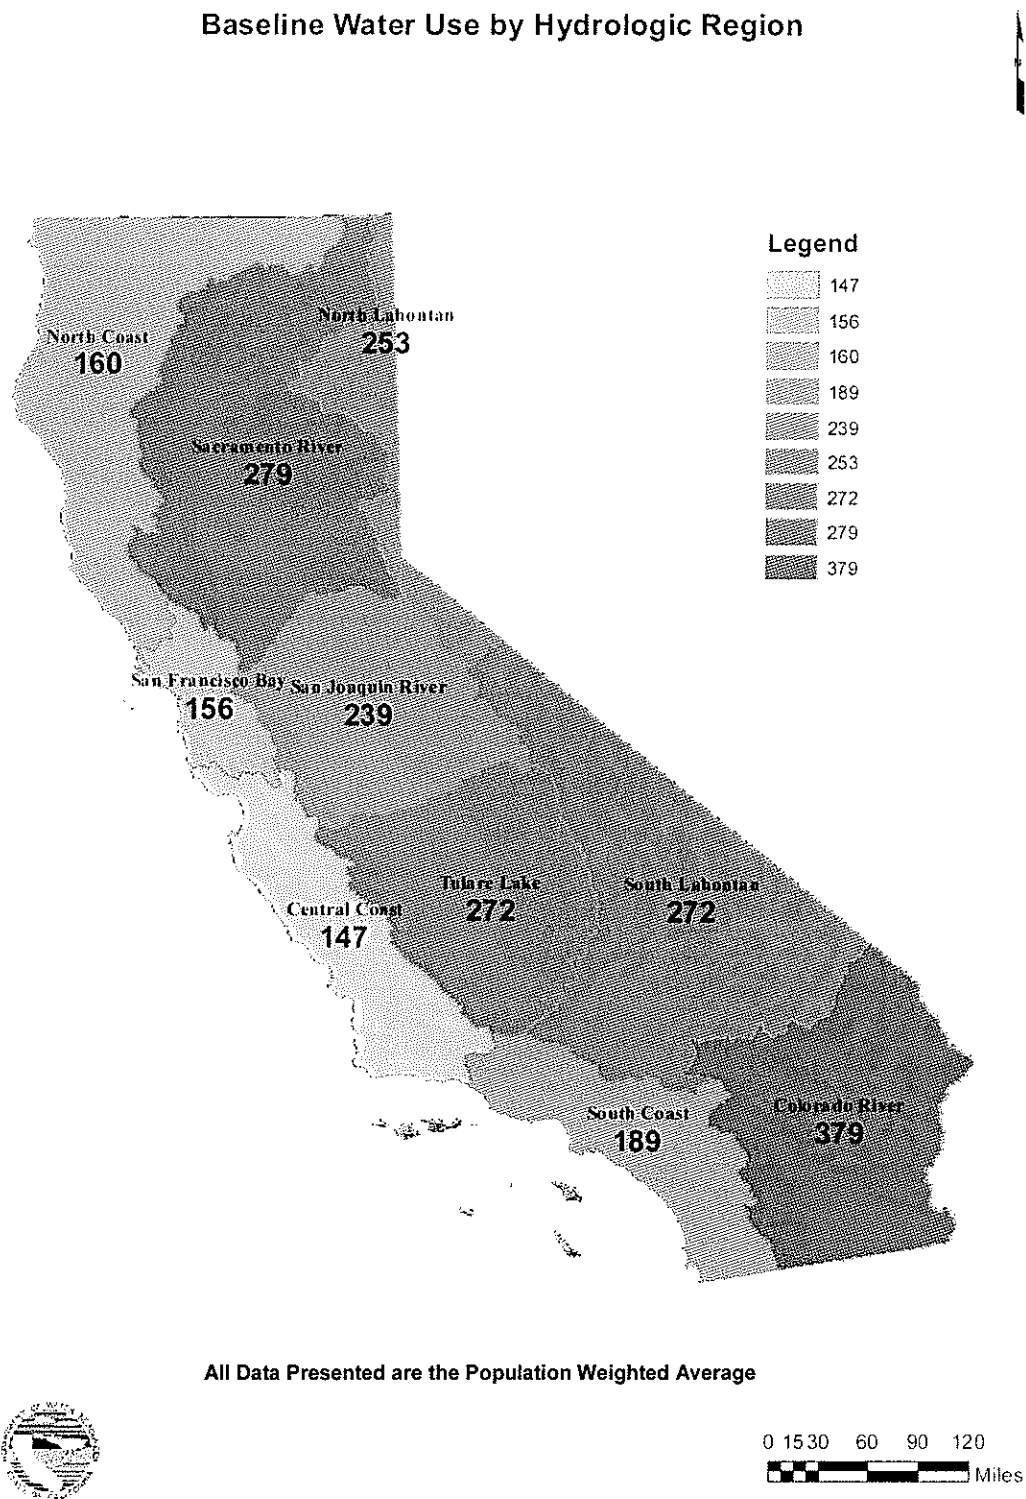 Baseline Water Use by Hydrologic Region
N
Legend
147
156
160
189
239
253
272
279
379
North Lahontan
253
North Coast
160
Sacramento River
279
San Francisco Bay
156
San Joaquin River
239
Tulare Lake
272
South Lahontan
272
Central Coast
147
Colorado River
379
South Coast
189
All Data Presented are the Population Weighted Average
0 15 30 60 90 120
Miles